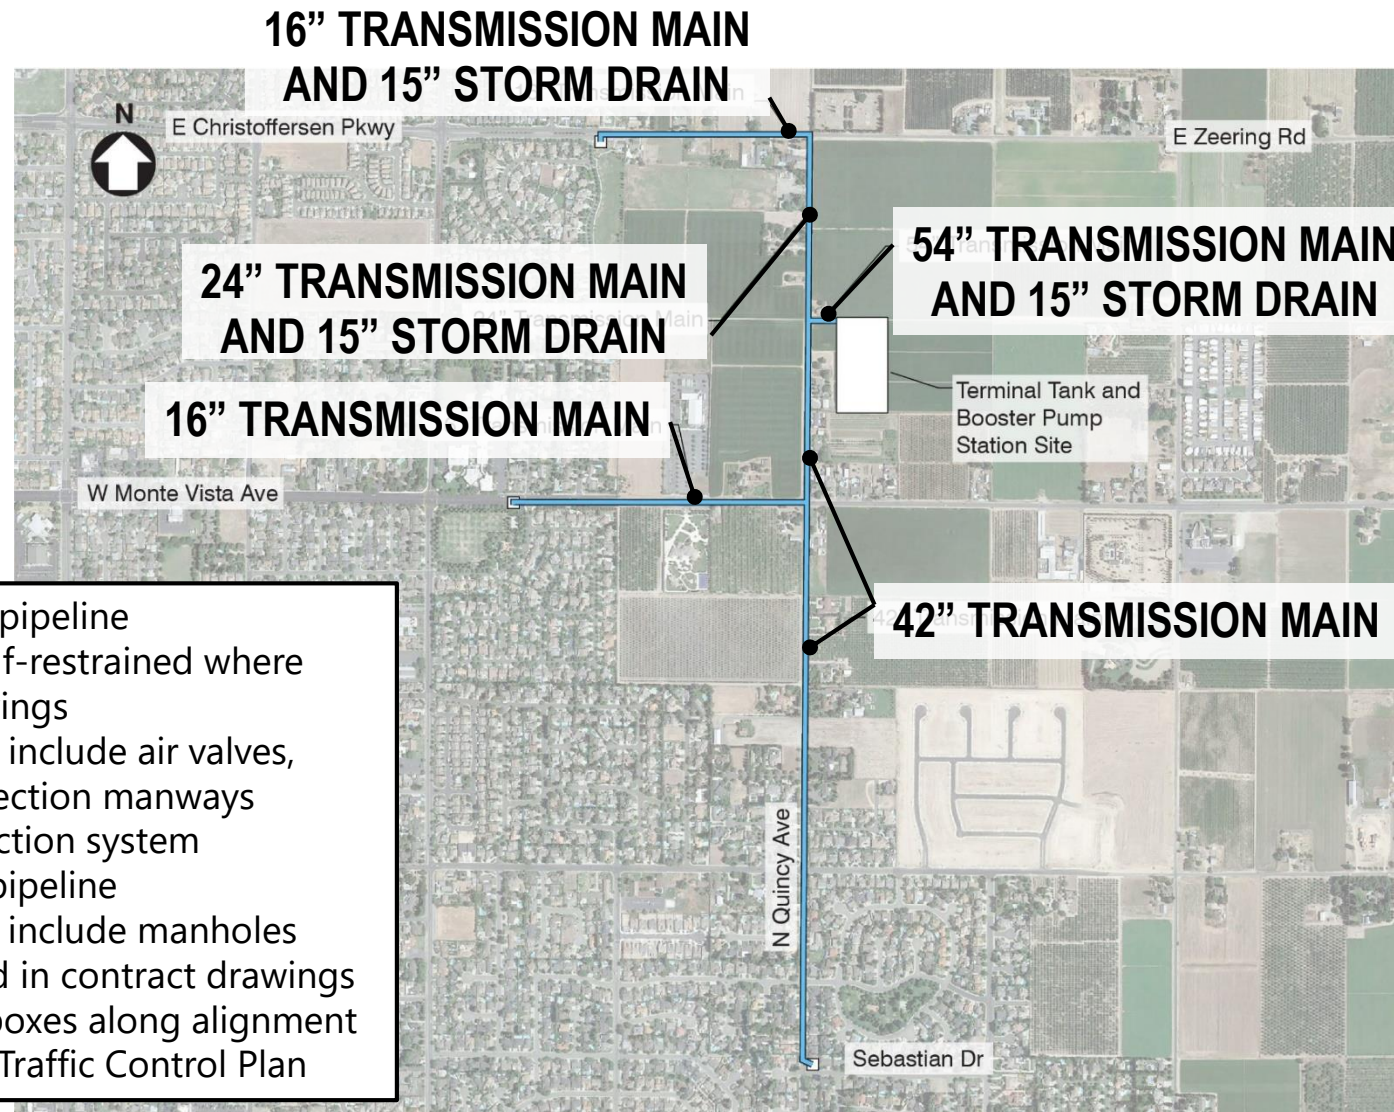 16” TRANSMISSION MAIN
AND 15” STORM DRAIN
N
E Christoffersen Pkwy
E Zeering Rd
54” TRANSMISSION MAIN
AND 15” STORM DRAIN
24” TRANSMISSION MAIN
AND 15” STORM DRAIN
Terminal Tank and
Booster Pump
Station Site
16” TRANSMISSION MAIN
W Monte Vista Ave
42” TRANSMISSION MAIN
pipeline
f-restrained where
ings
include air valves,
ection manways
ction system
pipeline
include manholes
d in contract drawings
boxes along alignment
Traffic Control Plan
N Quincy Ave
Sebastian Dr